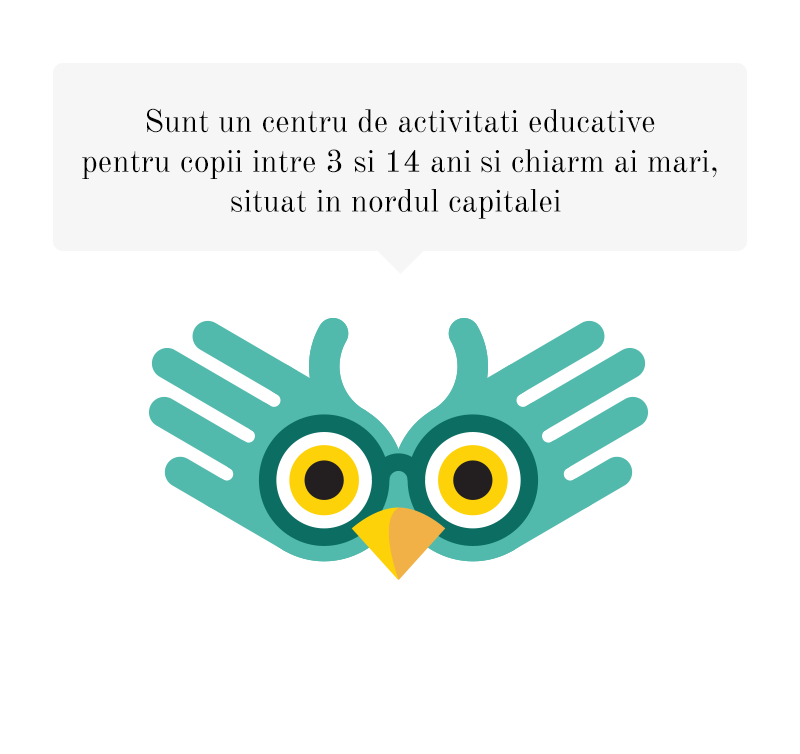 Sunt un centru de activitati educative
pentru copii intre 3 si 14 ani si chiarm ai mari,
situat in nordul capitalei